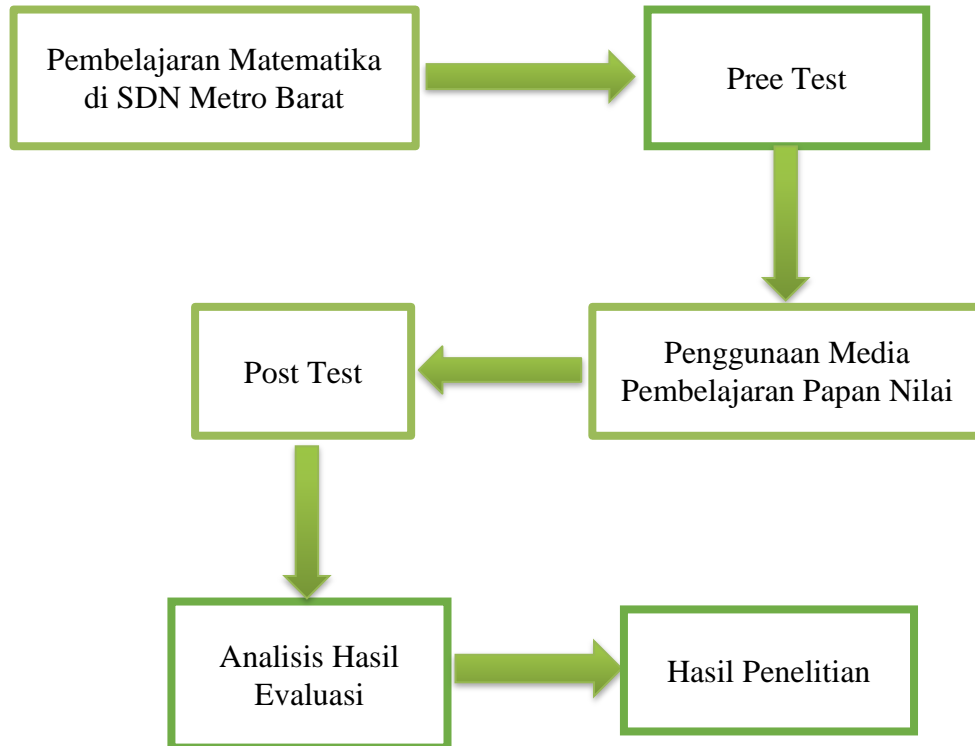 Pembelajaran Matematika
di SDN Metro Barat
Pree Test
Penggunaan Media
Pembelajaran Papan Nilai
Post Test
Analisis Hasil
Evaluasi
Hasil Penelitian